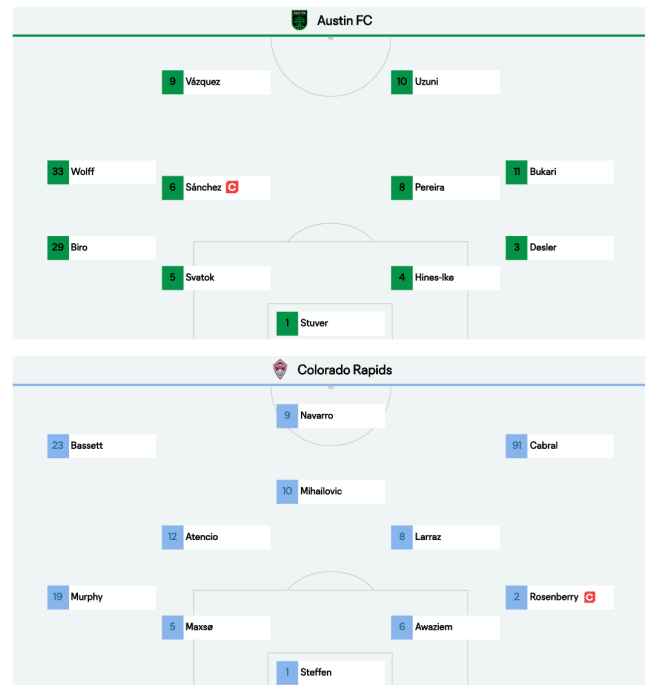 Austin FC
9 Vázquez
10 Uzuni
33 Wolff
11 Bukari
6 Sánchez C
8 Pereira
29 Biro
3 Desler
5 Svatok
4 Hines-Ike
1 Stuver
Colorado Rapids
9 Navarro
23 Bassett
91 Cabral
10 Mihailovic
12 Atencio
8 Larraz
19 Murphy
2 Rosenberry C
5 Maxsø
6 Awaziem
1 Steffen